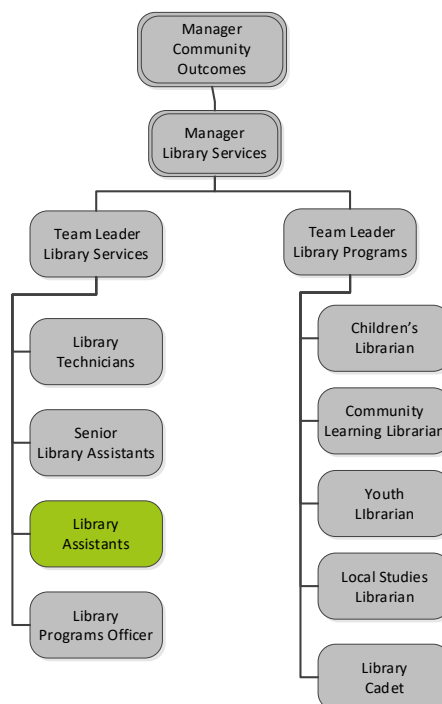 Manager
Community
Outcomes
Manager
Library Services
Team Leader
Library Services
Team Leader
Library Programs
Library
Technicians
Senior
Library Assistants
Library
Assistants
Library
Programs Officer
Children’s
Librarian
Community
Learning Librarian
Youth
LIbrarian
Local Studies
Librarian
Library
Cadet